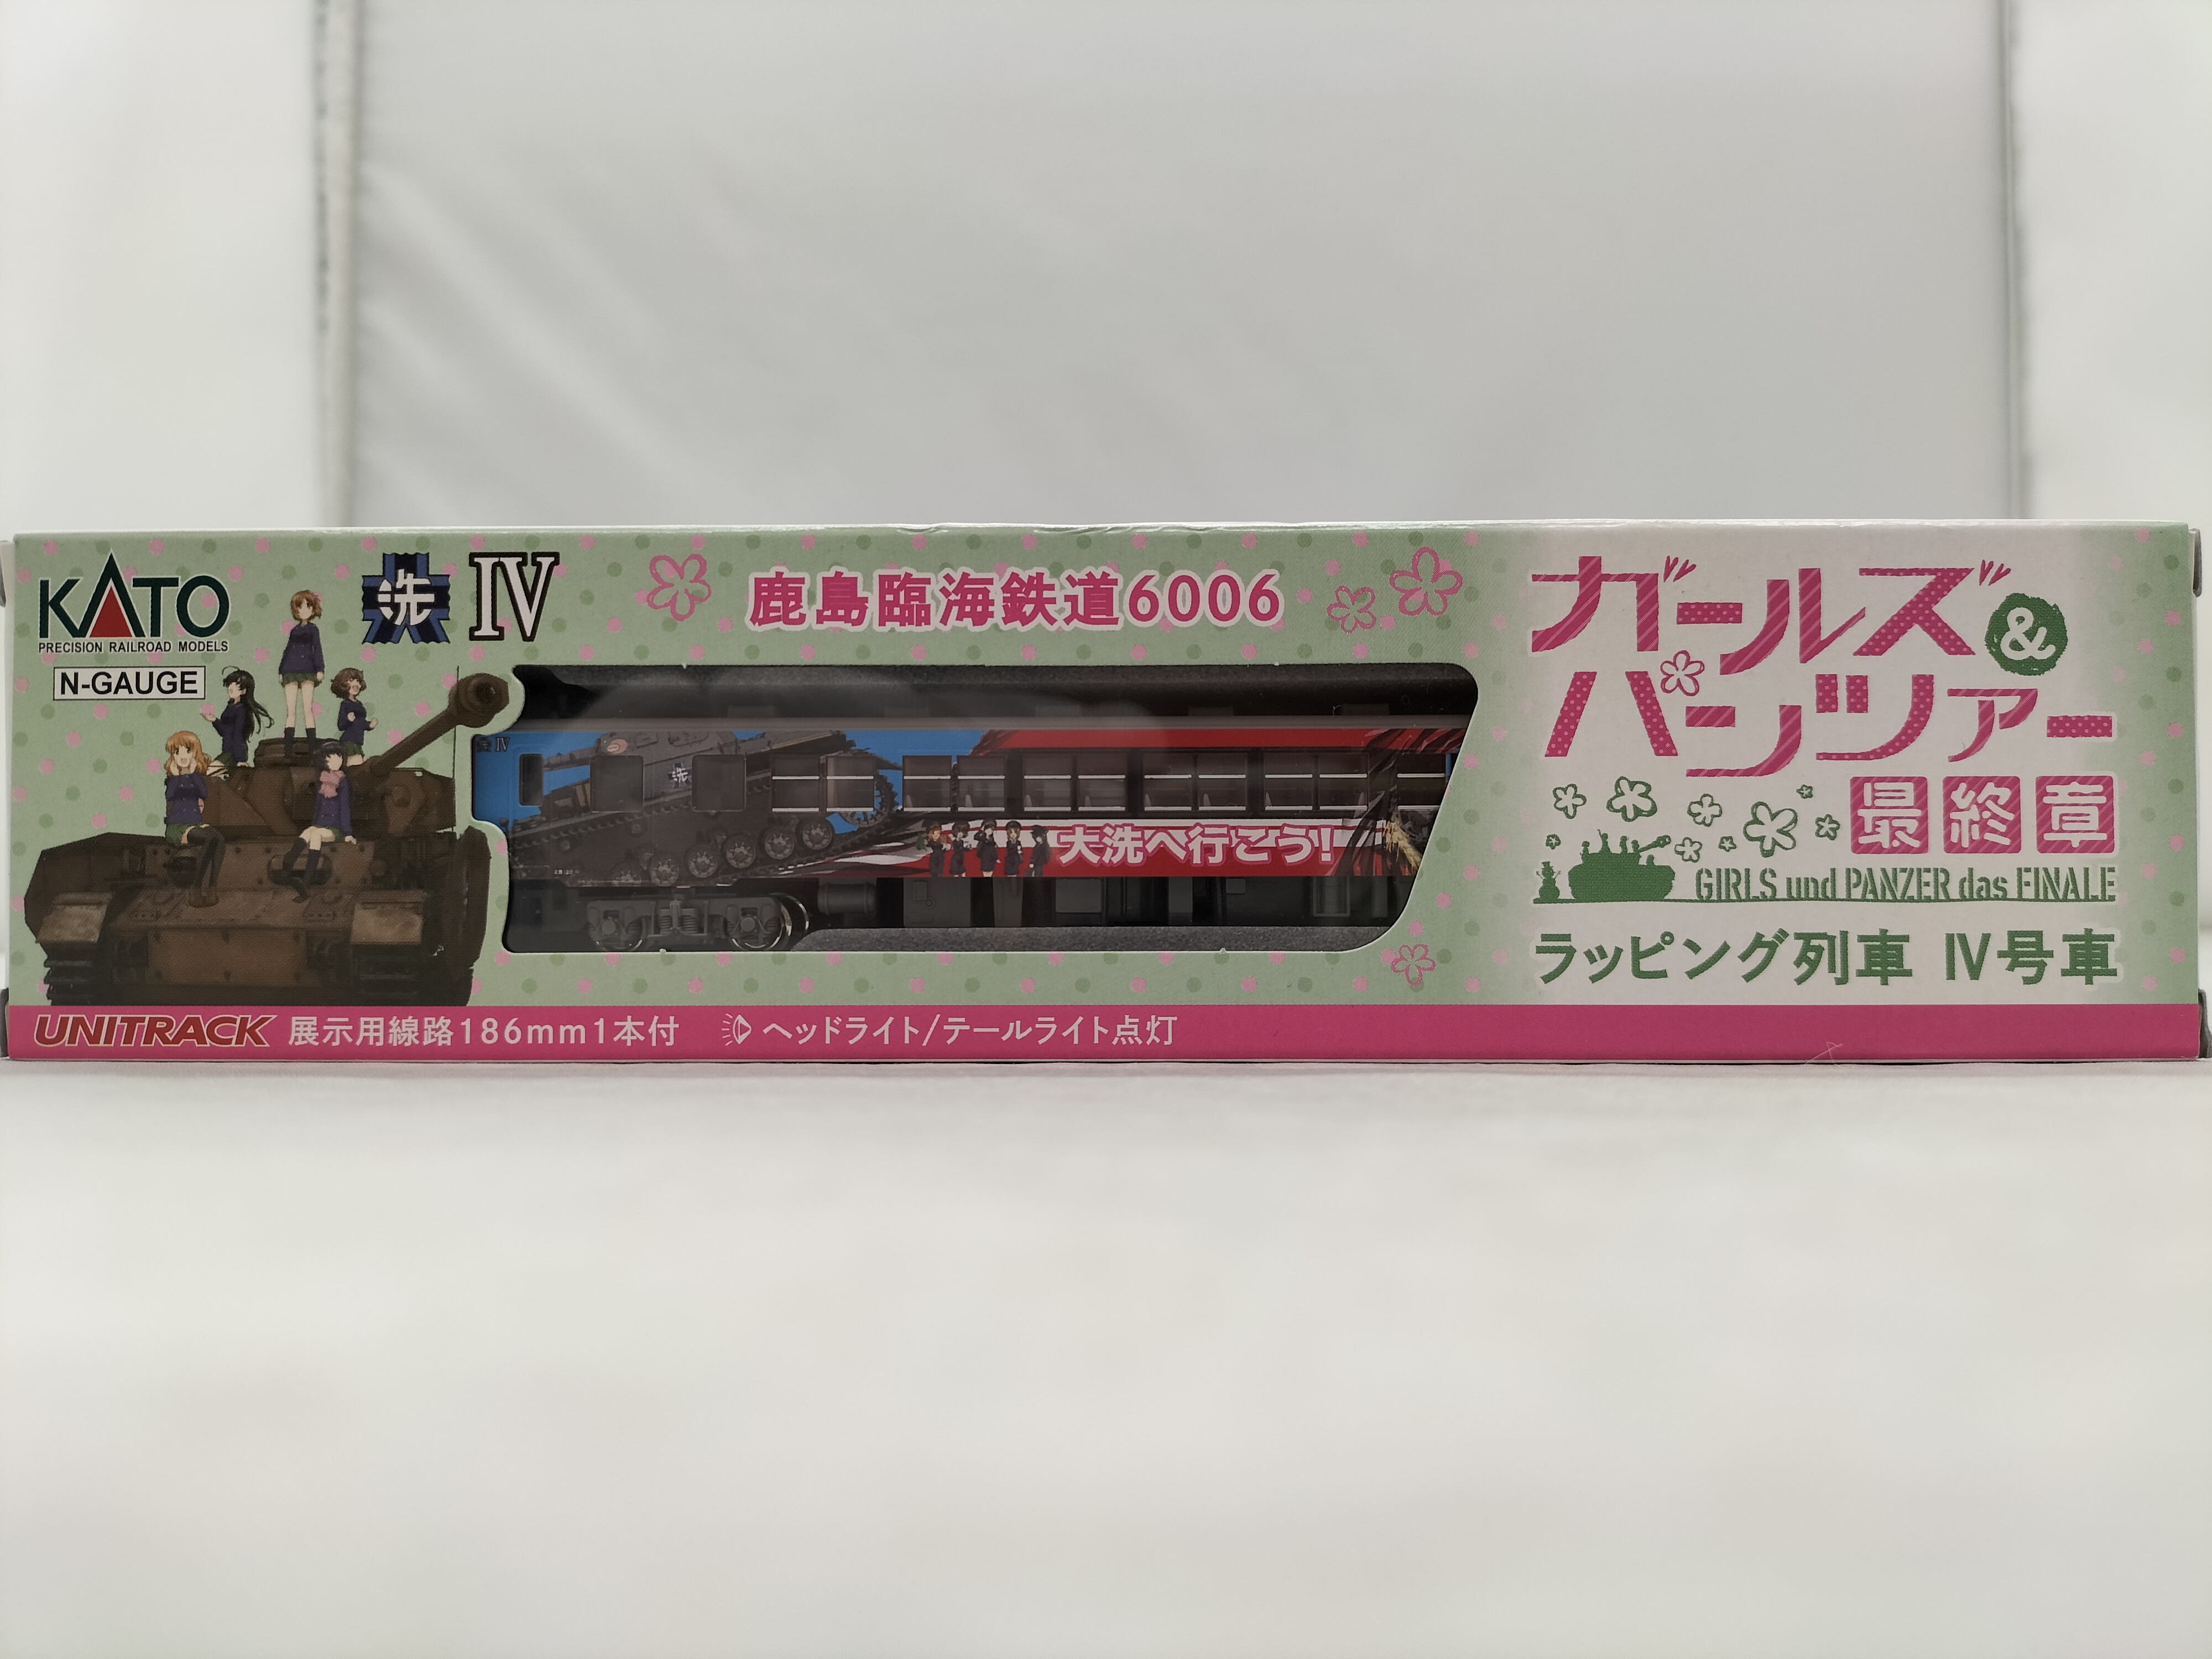 KATO
PRECISION RAILROAD MODELS
N-GAUGE
洗 IV
鹿島臨海鉄道6006
IV
洗
大洗へ行こう!
ガールズ&
パンツァー
最終章
GIRLS und PANZER das FINALE
ラッピング列車 Ⅳ号車
UNITRACK 展示用線路186mm1本付 ヘッドライト/テールライト点灯